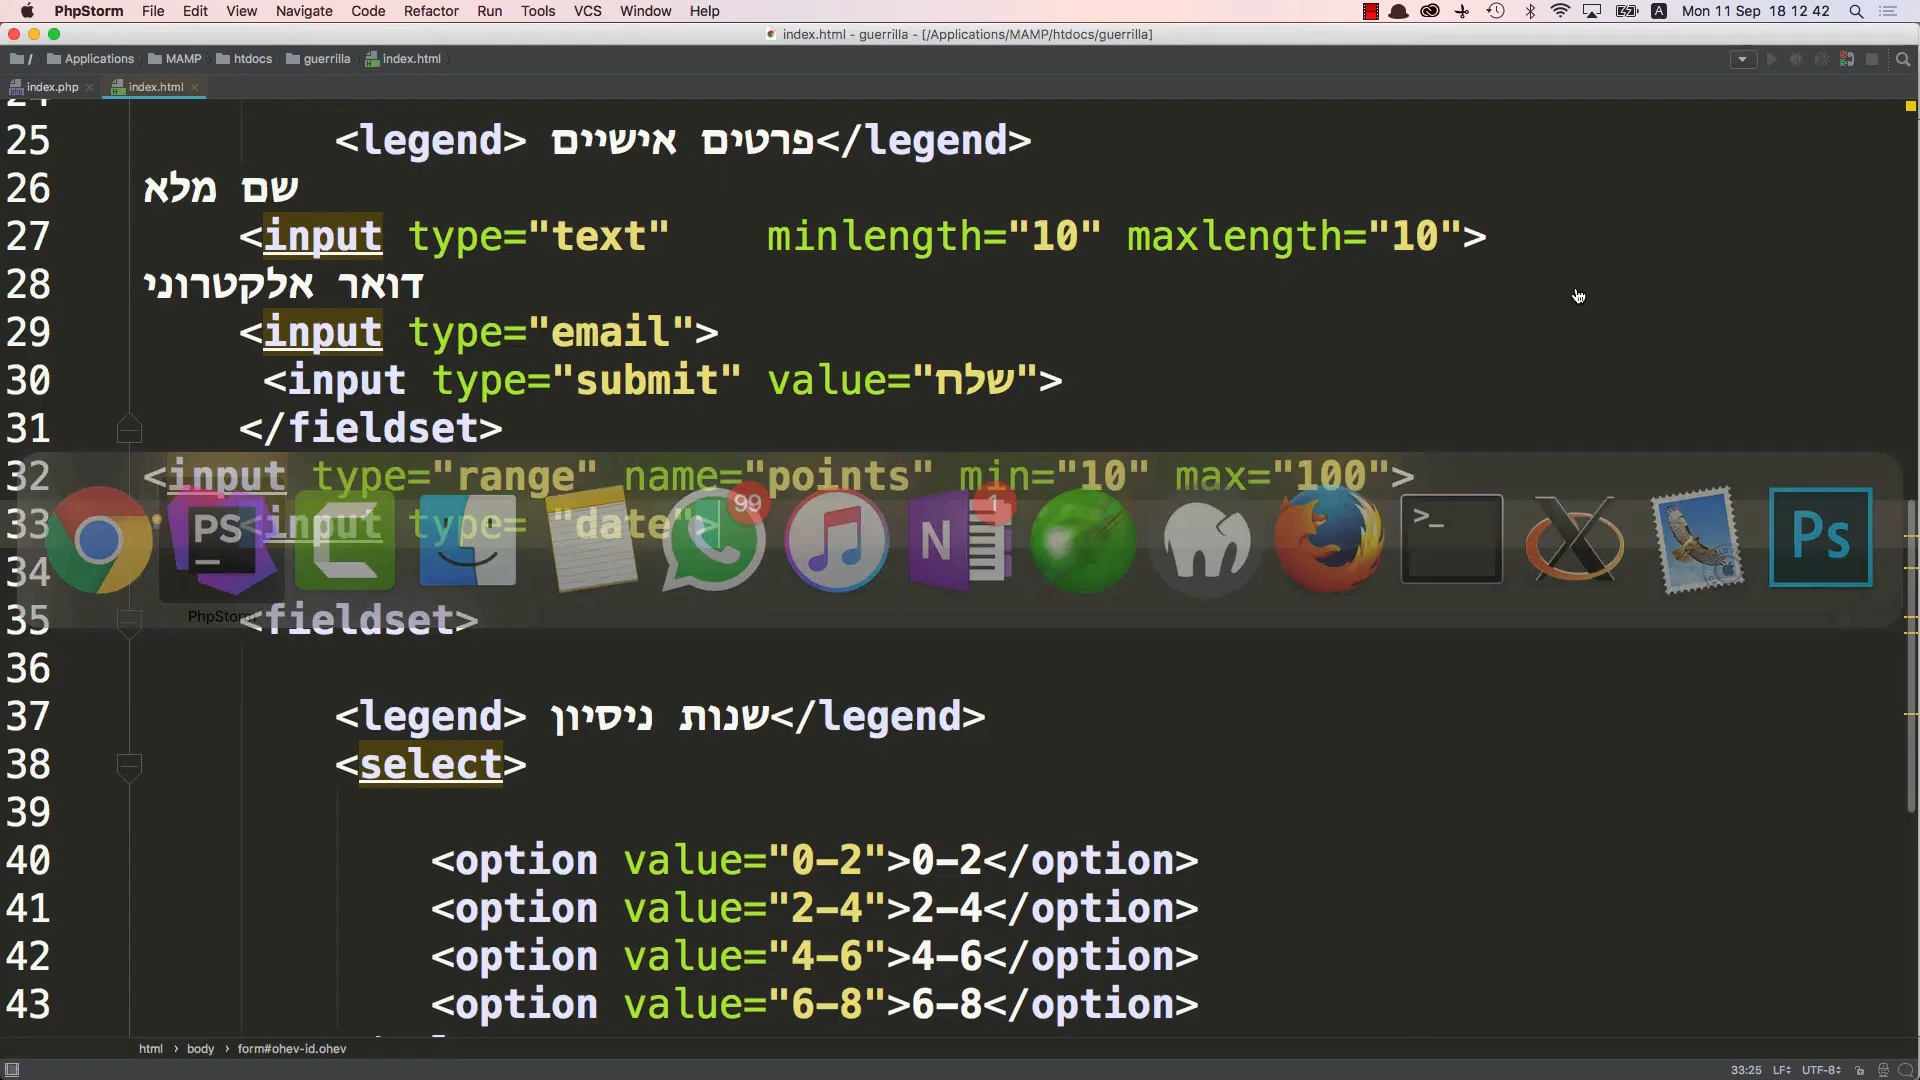 PhpStorm File Edit View Navigate Code Refactor Run Tools VCS Window Help
A Mon 11 Sep 18 12 42
index.html - guerrilla - [/Applications/MAMP/htdocs/guerrilla]
/ Applications MAMP htdocs guerrilla index.html
index.php index.html
25 <legend> פרטים אישיים</legend>
26 שם מלא
27 <input type="text" minlength="10" maxlength="10">
28 דואר אלקטרוני
29 <input type="email">
30 <input type="submit" value="שלח">
31 </fieldset>
32 <input type="range" name="points" min="10" max="100">
33 <input type= "date">
34
35 <fieldset>
PS
99
N
1
>_
X
Ps
PhpStorm
36
37 <legend> שנות ניסיון</legend>
38 <select>
39
40 <option value="0-2">0-2</option>
41 <option value="2-4">2-4</option>
42 <option value="4-6">4-6</option>
43 <option value="6-8">6-8</option>
html › body › form#ohev-id.ohev
33:25 LF÷ UTF-8÷